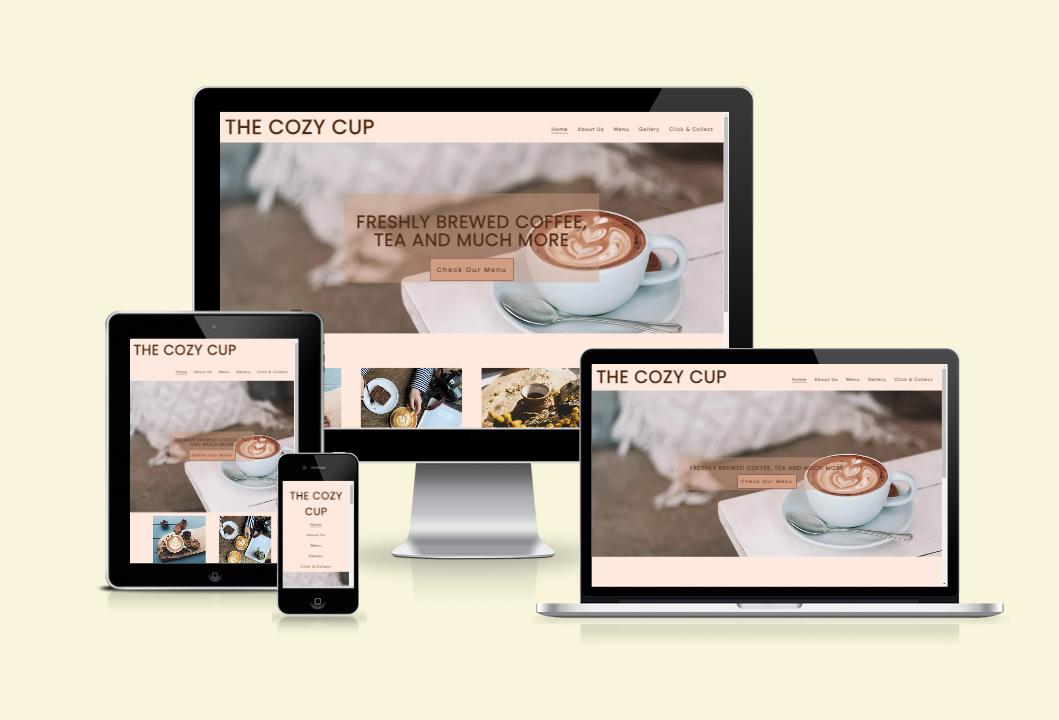 THE COZY CUP
Home About Us Menu Gallery Click & Collect
FRESHLY BREWED COFFEE,
TEA AND MUCH MORE
Check Our Menu
THE COZY CUP
Home About Us Menu Gallery Click & Collect
FRESHLY BREWED COFFEE, TEA
AND MUCH MORE
Check Our Menu
THE COZY
CUP
Home
About Us
Menu
Gallery
Click & Collect
THE COZY CUP
Home About Us Menu Gallery Click & Collect
FRESHLY BREWED COFFEE, TEA AND MUCH MORE
Check Our Menu